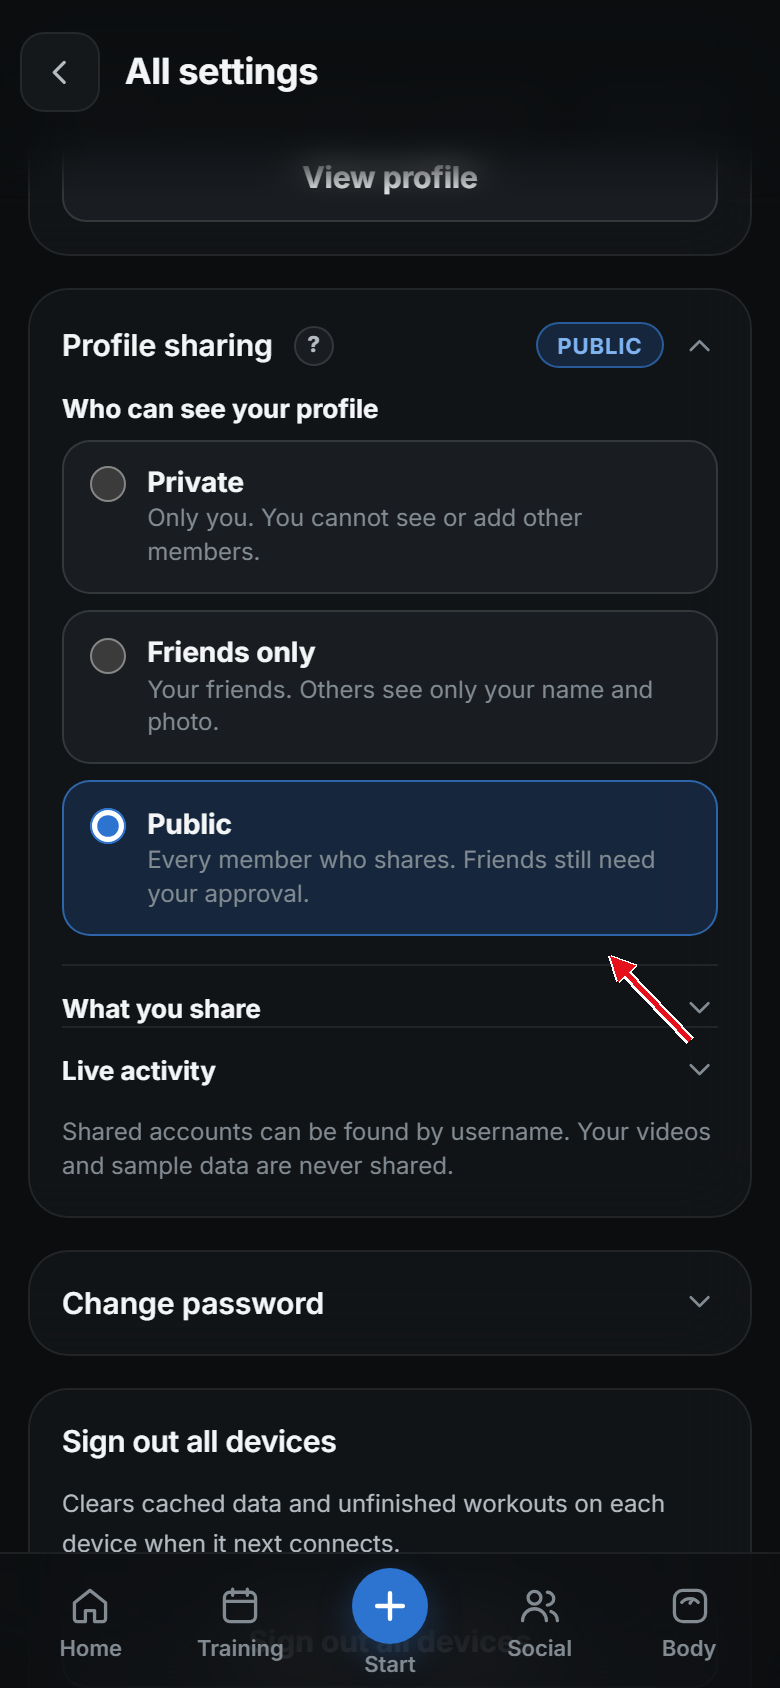 All settings
View profile
Profile sharing ? PUBLIC
Who can see your profile
Private
Only you. You cannot see or add other
members.
Friends only
Your friends. Others see only your name and
photo.
Public
Every member who shares. Friends still need
your approval.
What you share
Live activity
Shared accounts can be found by username. Your videos
and sample data are never shared.
Change password
Sign out all devices
Clears cached data and unfinished workouts on each
device when it next connects.
Sign out all devices
Home Training Start Social Body